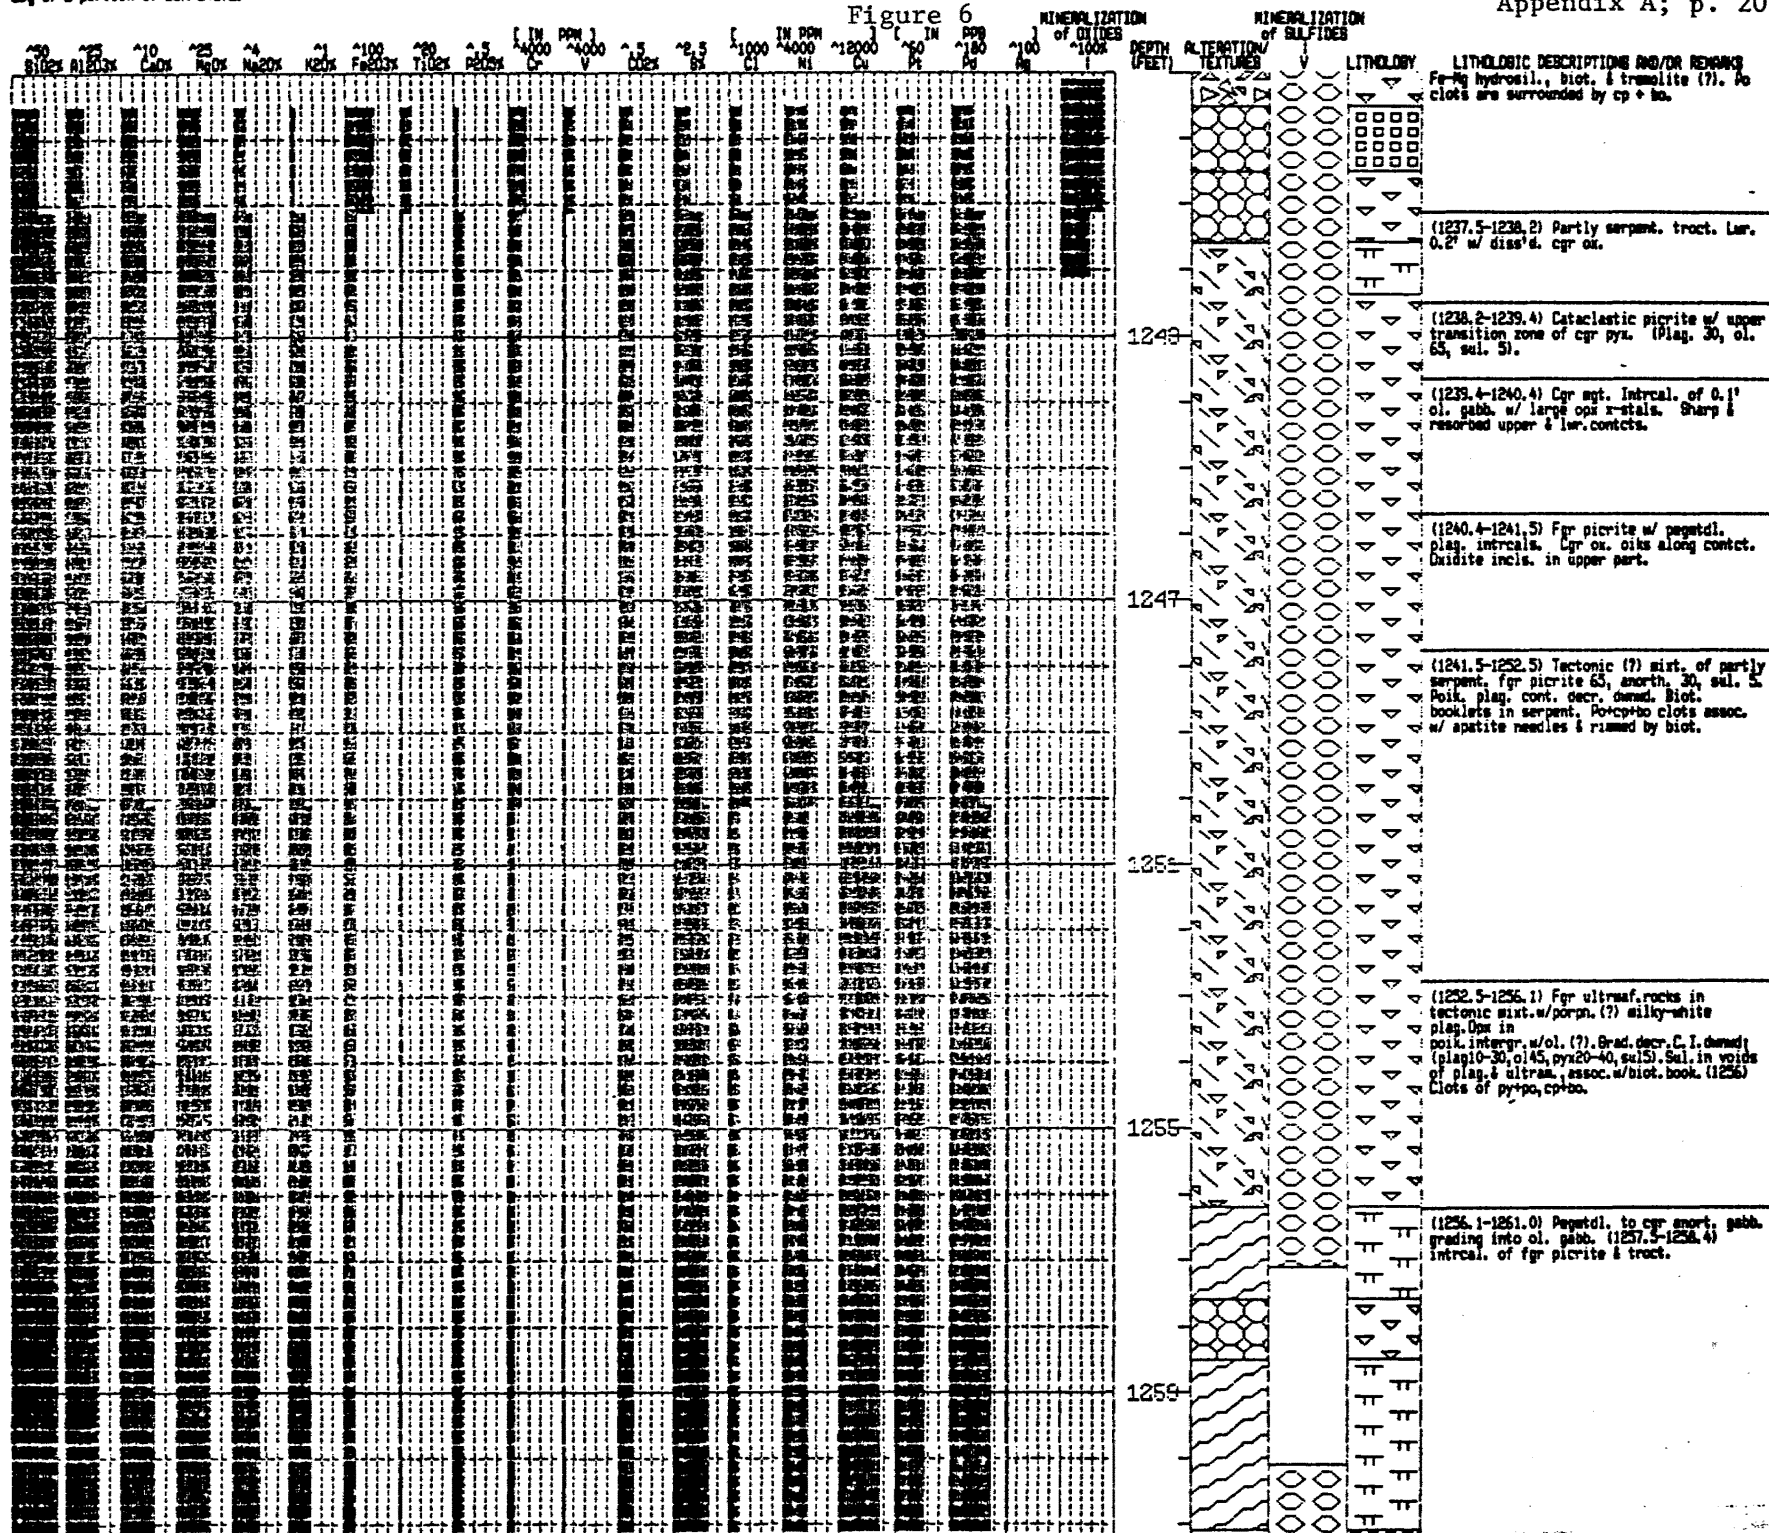 Figure 6
Appendix A; p. 20
MINERALIZATION of OXIDES
MINERALIZATION of SULFIDES
[ IN PPM ]
[ IN PPM ]
[ IN PPB ]
^50 ^25 ^10 ^25 ^4 ^1 ^100 ^20 ^.5 ^4000 ^4000 ^.5 ^2.5 ^1000 ^4000 ^12000 ^60 ^180 ^100 ^100%
SiO2% Al2O3% CaO% MgO% Na2O% K2O% Fe2O3% TiO2% P2O5% Cr V CO2% S% Cl Ni Cu Pt Pd Ag
DEPTH (FEET)
ALTERATION/ TEXTURES
V
LITHOLOGY
LITHOLOGIC DESCRIPTIONS AND/OR REMARKS
Fe-Mg hydrosil., biot. & tremolite (?). Po
clots are surrounded by cp + bo.
(1237.5-1238.2) Partly serpent. troct. Lwr.
0.2' w/ diss'd. cgr ox.
(1238.2-1239.4) Cataclastic picrite w/ upper
transition zone of cgr pyx. (Plag. 30, ol.
65, sul. 5).
1243
(1239.4-1240.4) Cgr mgt. Intrcal. of 0.1'
ol. gabb. w/ large opx x-stals. Sharp &
resorbed upper & lwr.contcts.
(1240.4-1241.5) Fgr picrite w/ pegmtdl.
plag. intrcals. Cgr ox. oiks along contct.
Oxidite incls. in upper part.
1247
(1241.5-1252.5) Tectonic (?) mixt. of partly
serpent. fgr picrite 65, anorth. 30, sul. 5.
Poik. plag. cont. decr. dwnwd. Biot.
booklets in serpent. Po+cp+bo clots assoc.
w/ apatite needles & rimmed by biot.
1251
(1252.5-1256.1) Fgr ultramaf.rocks in
tectonic mixt.w/porph.(?) milky-white
plag.Opx in
poik.intergr.w/ol.(?).Grad.decr.C.I.dwnwd;
(plag10-30,ol45,pyx20-40,sul5).Sul.in voids
of plag.& ultram.,assoc.w/biot.book.(1256)
Clots of py+po,cp+bo.
1255
(1256.1-1261.0) Pegmtdl. to cgr anort. gabb.
grading into ol. gabb. (1257.5-1258.4)
intrcal. of fgr picrite & troct.
1259